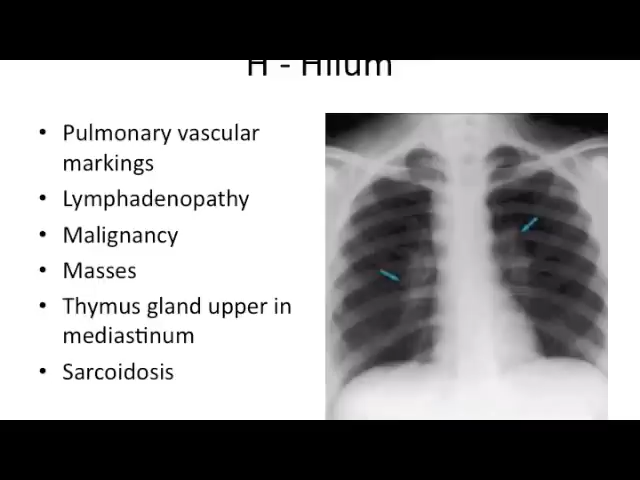 H - Hilum
• Pulmonary vascular
markings
• Lymphadenopathy
• Malignancy
• Masses
• Thymus gland upper in
mediastinum
• Sarcoidosis